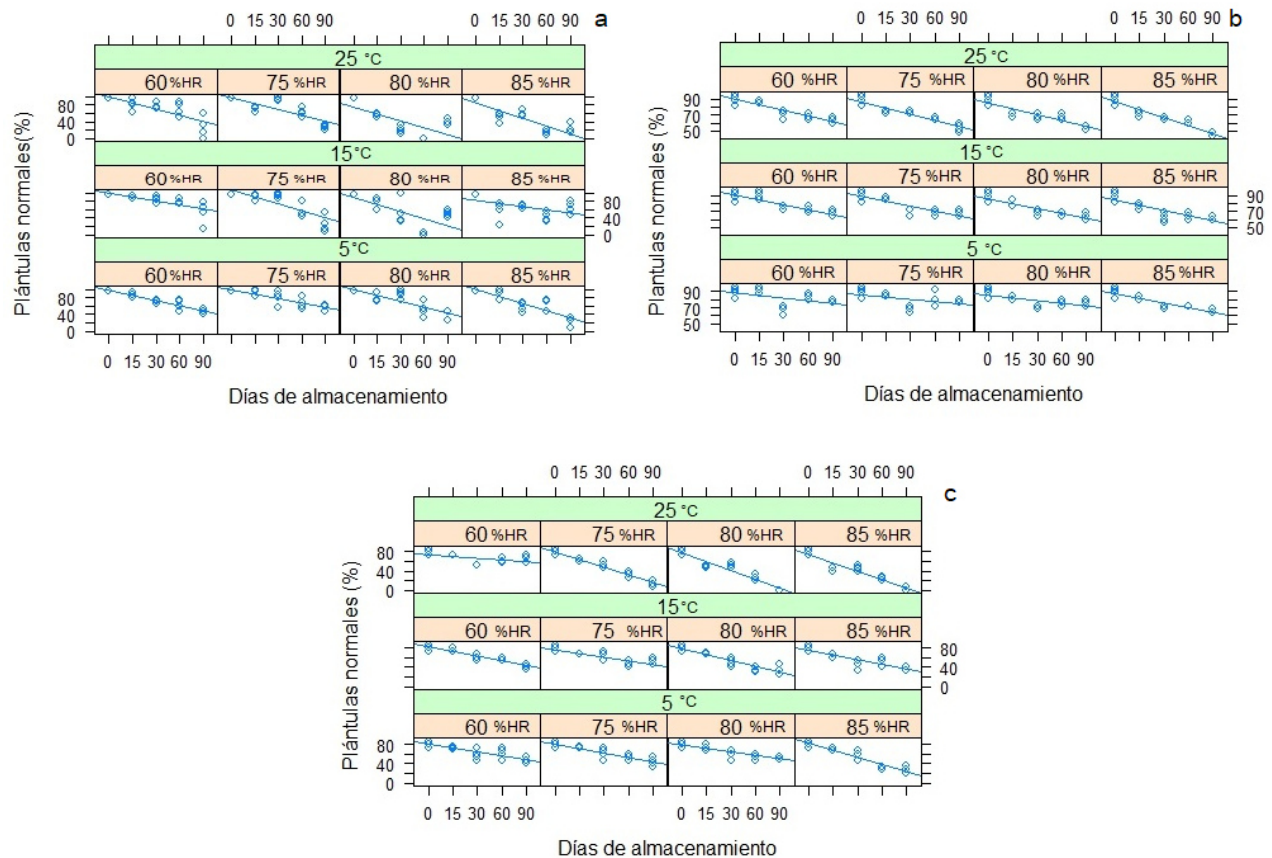 0 15 30 60 90 0 15 30 60 90 a
25 °C
60 %HR 75 %HR 80 %HR 85 %HR
80
40
0
15°C
60 %HR 75 %HR 80 %HR 85 %HR
80
40
0
5°C
60 %HR 75 %HR 80 %HR 85 %HR
80
40
0
0 15 30 60 90 0 15 30 60 90
Plántulas normales(%)
Días de almacenamiento
0 15 30 60 90 0 15 30 60 90 b
25 °C
60 %HR 75 %HR 80 %HR 85 %HR
90
70
50
15 °C
60 %HR 75 %HR 80 %HR 85 %HR
90
70
50
5 °C
60 %HR 75 %HR 80 %HR 85 %HR
90
70
50
0 15 30 60 90 0 15 30 60 90
Plántulas normales (%)
Días de almacenamiento
0 15 30 60 90 0 15 30 60 90 c
25 °C
60 %HR 75 %HR 80 %HR 85 %HR
80
40
0
15°C
60 %HR 75 %HR 80 %HR 85 %HR
80
40
0
5 °C
60 %HR 75 %HR 80 %HR 85 %HR
80
40
0
0 15 30 60 90 0 15 30 60 90
Plántulas normales (%)
Días de almacenamiento